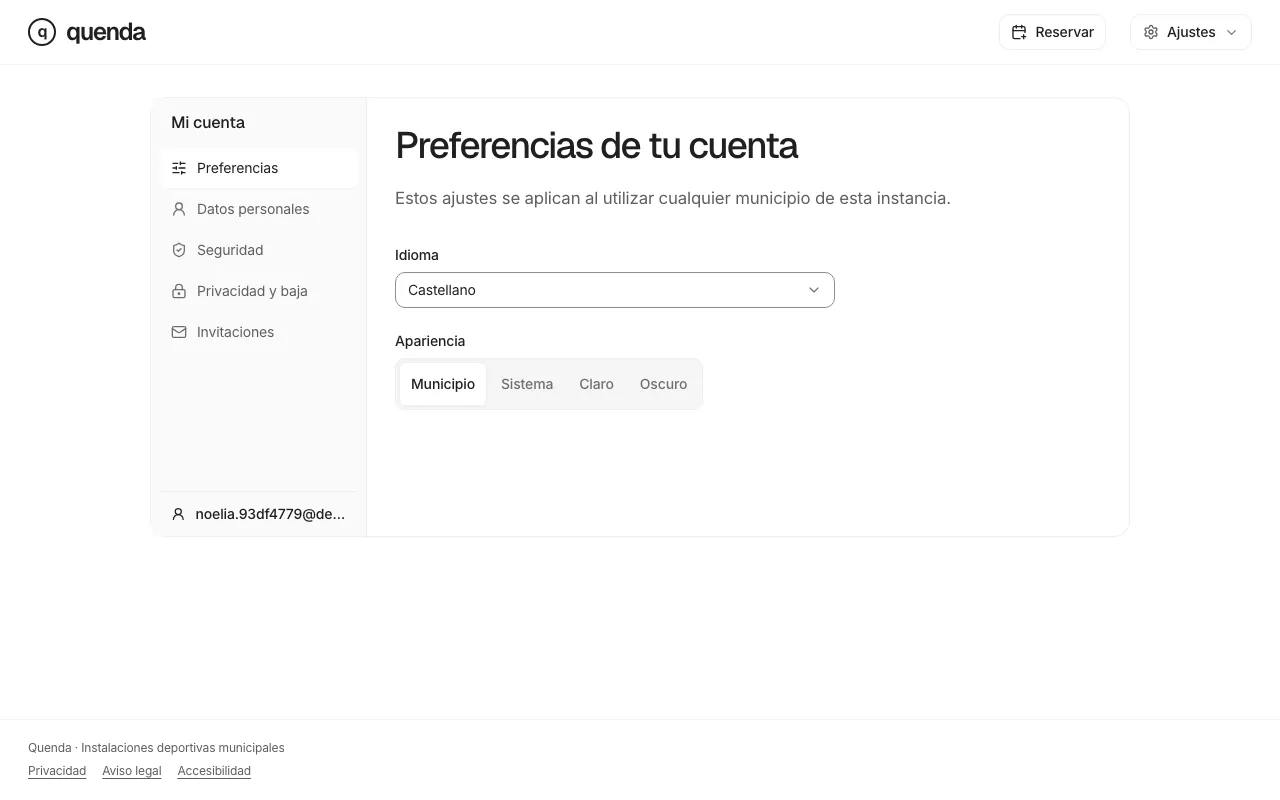 q quenda
Reservar
Ajustes
Mi cuenta
Preferencias
Datos personales
Seguridad
Privacidad y baja
Invitaciones
noelia.93df4779@de...
Preferencias de tu cuenta
Estos ajustes se aplican al utilizar cualquier municipio de esta instancia.
Idioma
Castellano
Apariencia
Municipio Sistema Claro Oscuro
Quenda · Instalaciones deportivas municipales
Privacidad Aviso legal Accesibilidad